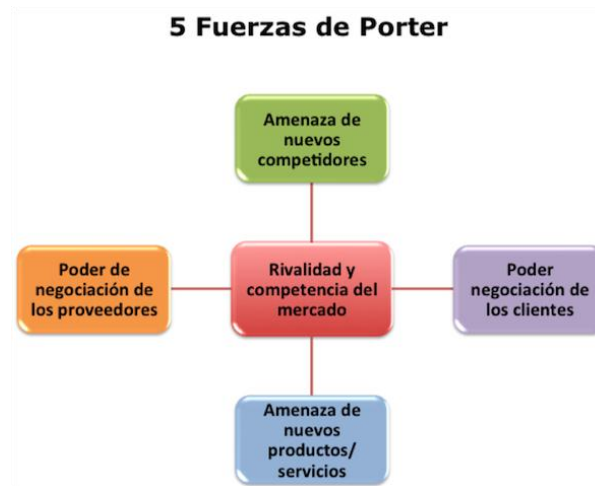 5 Fuerzas de Porter
Amenaza de
nuevos
competidores
Poder de
negociación de
los proveedores
Rivalidad y
competencia del
mercado
Poder
negociación de
los clientes
Amenaza de
nuevos
productos/
servicios